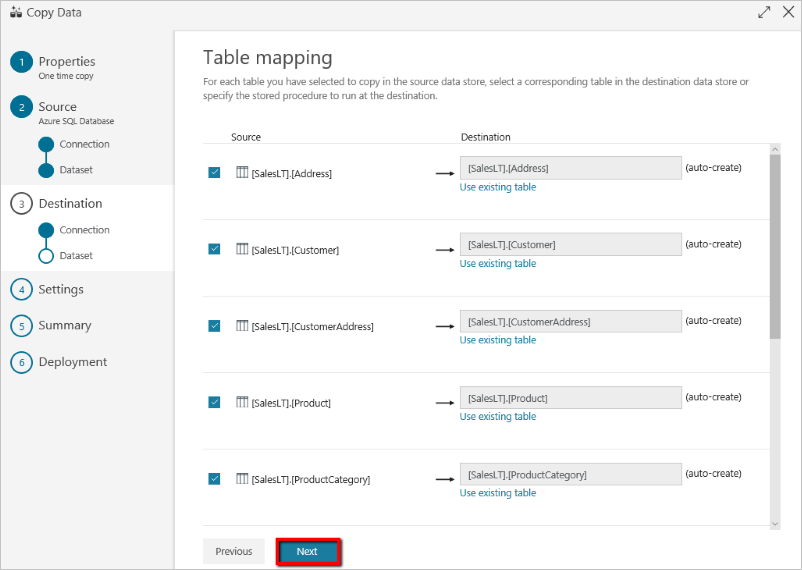 Copy Data
1 Properties
One time copy
2 Source
Azure SQL Database
Connection
Dataset
3 Destination
Connection
Dataset
4 Settings
5 Summary
6 Deployment
Table mapping
For each table you have selected to copy in the source data store, select a corresponding table in the destination data store or
specify the stored procedure to run at the destination.
Source Destination
[SalesLT].[Address] [SalesLT].[Address] (auto-create)
Use existing table
[SalesLT].[Customer] [SalesLT].[Customer] (auto-create)
Use existing table
[SalesLT].[CustomerAddress] [SalesLT].[CustomerAddress] (auto-create)
Use existing table
[SalesLT].[Product] [SalesLT].[Product] (auto-create)
Use existing table
[SalesLT].[ProductCategory] [SalesLT].[ProductCategory] (auto-create)
Use existing table
Previous Next